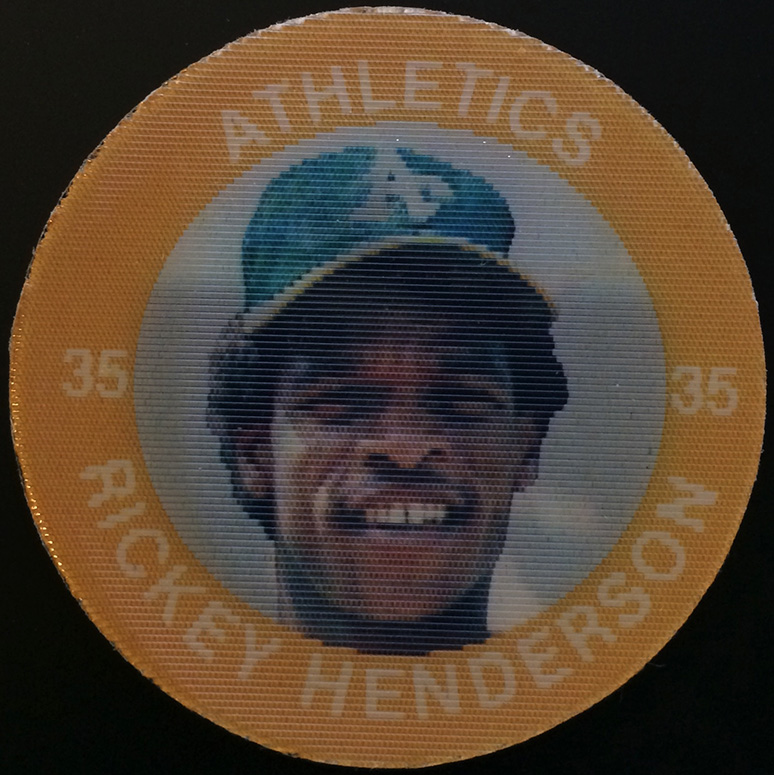 ATHLETICS
A's
35 35
RICKEY HENDERSON